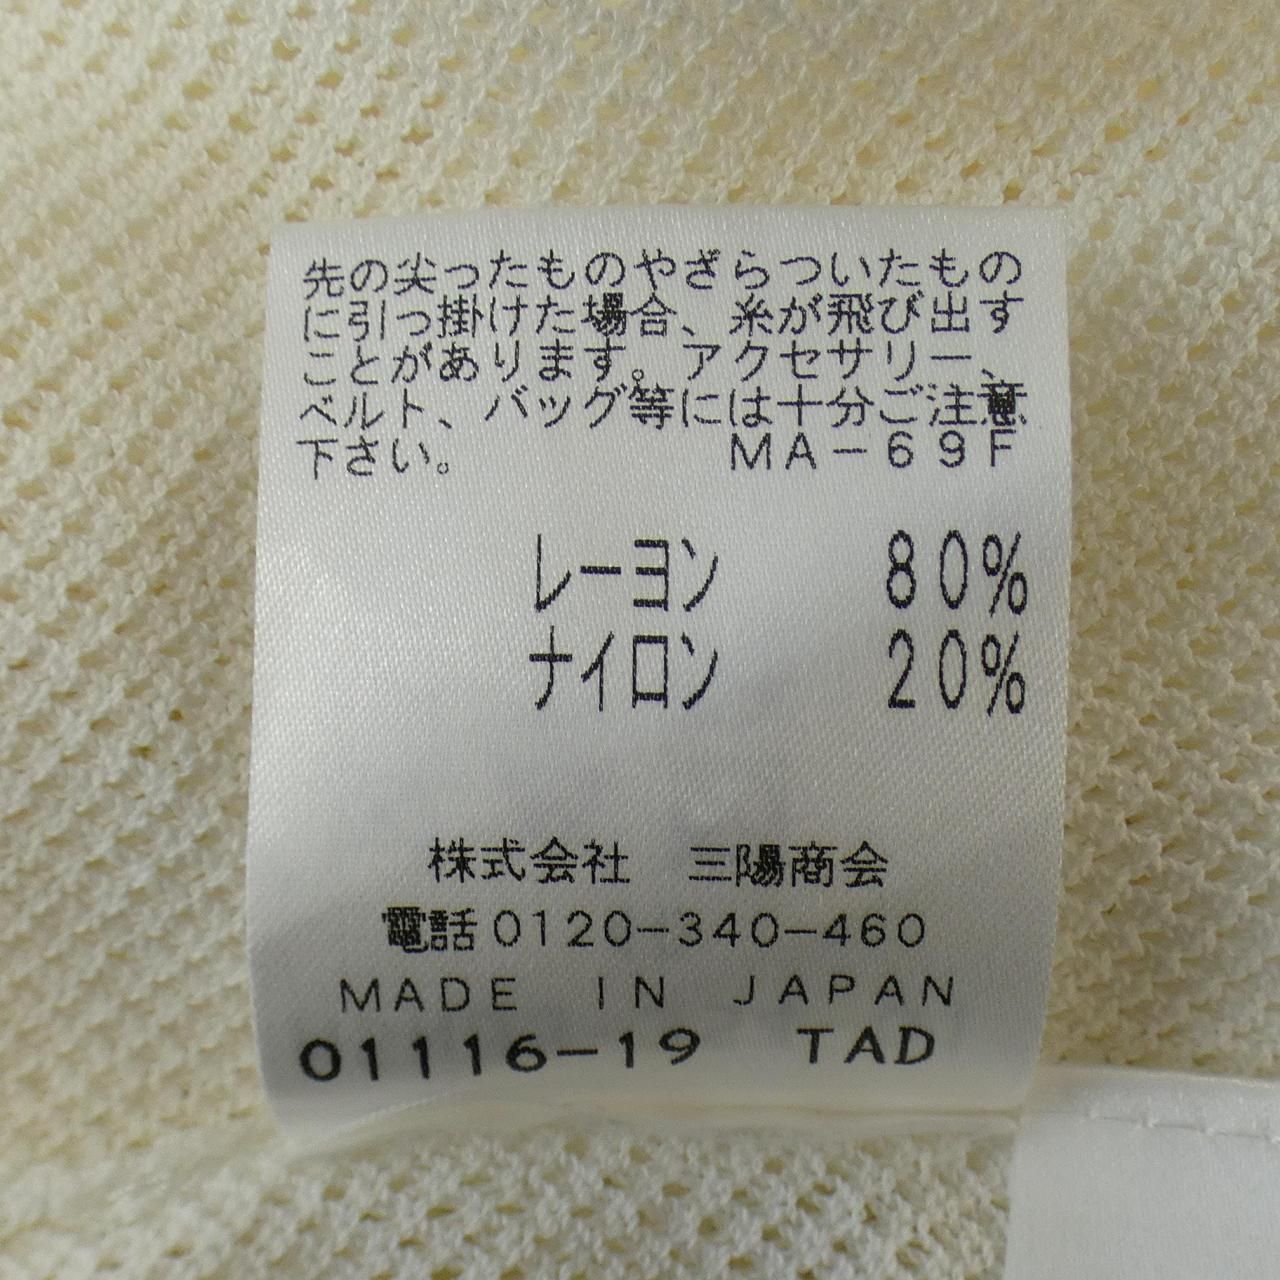 先の尖ったものやざらついたもの
に引っ掛けた場合、糸が飛び出す
ことがあります。アクセサリー、
ベルト、バッグ等には十分ご注意
下さい。 MA-69F
レーヨン 80%
ナイロン 20%
株式会社 三陽商会
電話0120-340-460
MADE IN JAPAN
01116-19 TAD